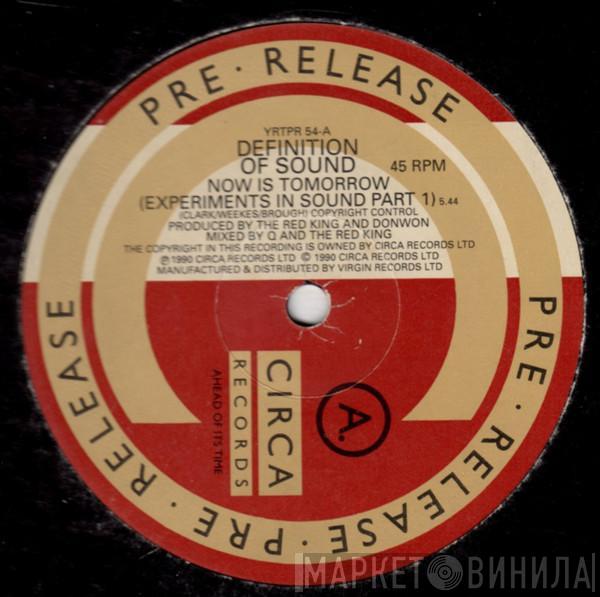 PRE · RELEASE
YRTPR 54-A
DEFINITION
OF SOUND
45 RPM
NOW IS TOMORROW
(EXPERIMENTS IN SOUND PART 1) 5.44
(CLARK/WEEKES/BROUGH) COPYRIGHT CONTROL
PRODUCED BY THE RED KING AND DONWON
MIXED BY Q AND THE RED KING
THE COPYRIGHT IN THIS RECORDING IS OWNED BY CIRCA RECORDS LTD
℗ 1990 CIRCA RECORDS LTD © 1990 CIRCA RECORDS LTD
MANUFACTURED & DISTRIBUTED BY VIRGIN RECORDS LTD
PRE · RELEASE ·
PRE · RELEASE
CIRCA
RECORDS
AHEAD OF ITS TIME
A.
МАРКЕТ ВИНИЛА